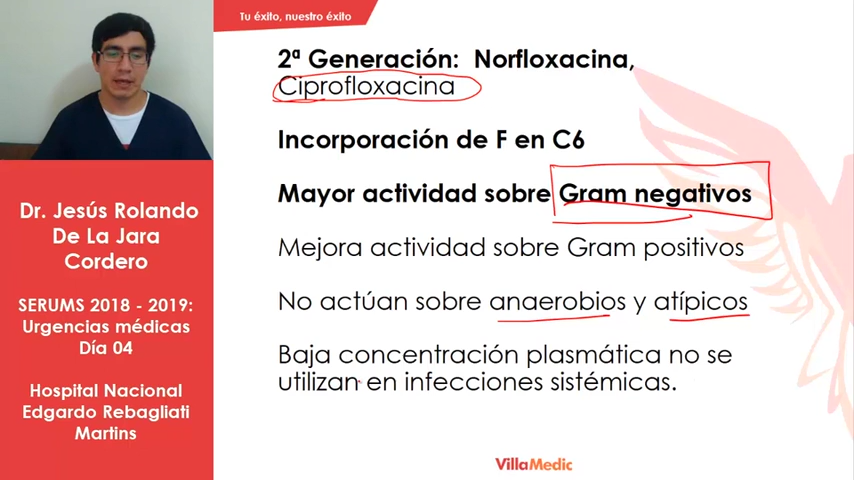 Tu éxito, nuestro éxito
2ª Generación: Norfloxacina,
Ciprofloxacina
Incorporación de F en C6
Mayor actividad sobre Gram negativos
Mejora actividad sobre Gram positivos
No actúan sobre anaerobios y atípicos
Baja concentración plasmática no se
utilizan en infecciones sistémicas.
Dr. Jesús Rolando
De La Jara
Cordero
SERUMS 2018 - 2019:
Urgencias médicas
Día 04
Hospital Nacional
Edgardo Rebagliati
Martins
VillaMedic